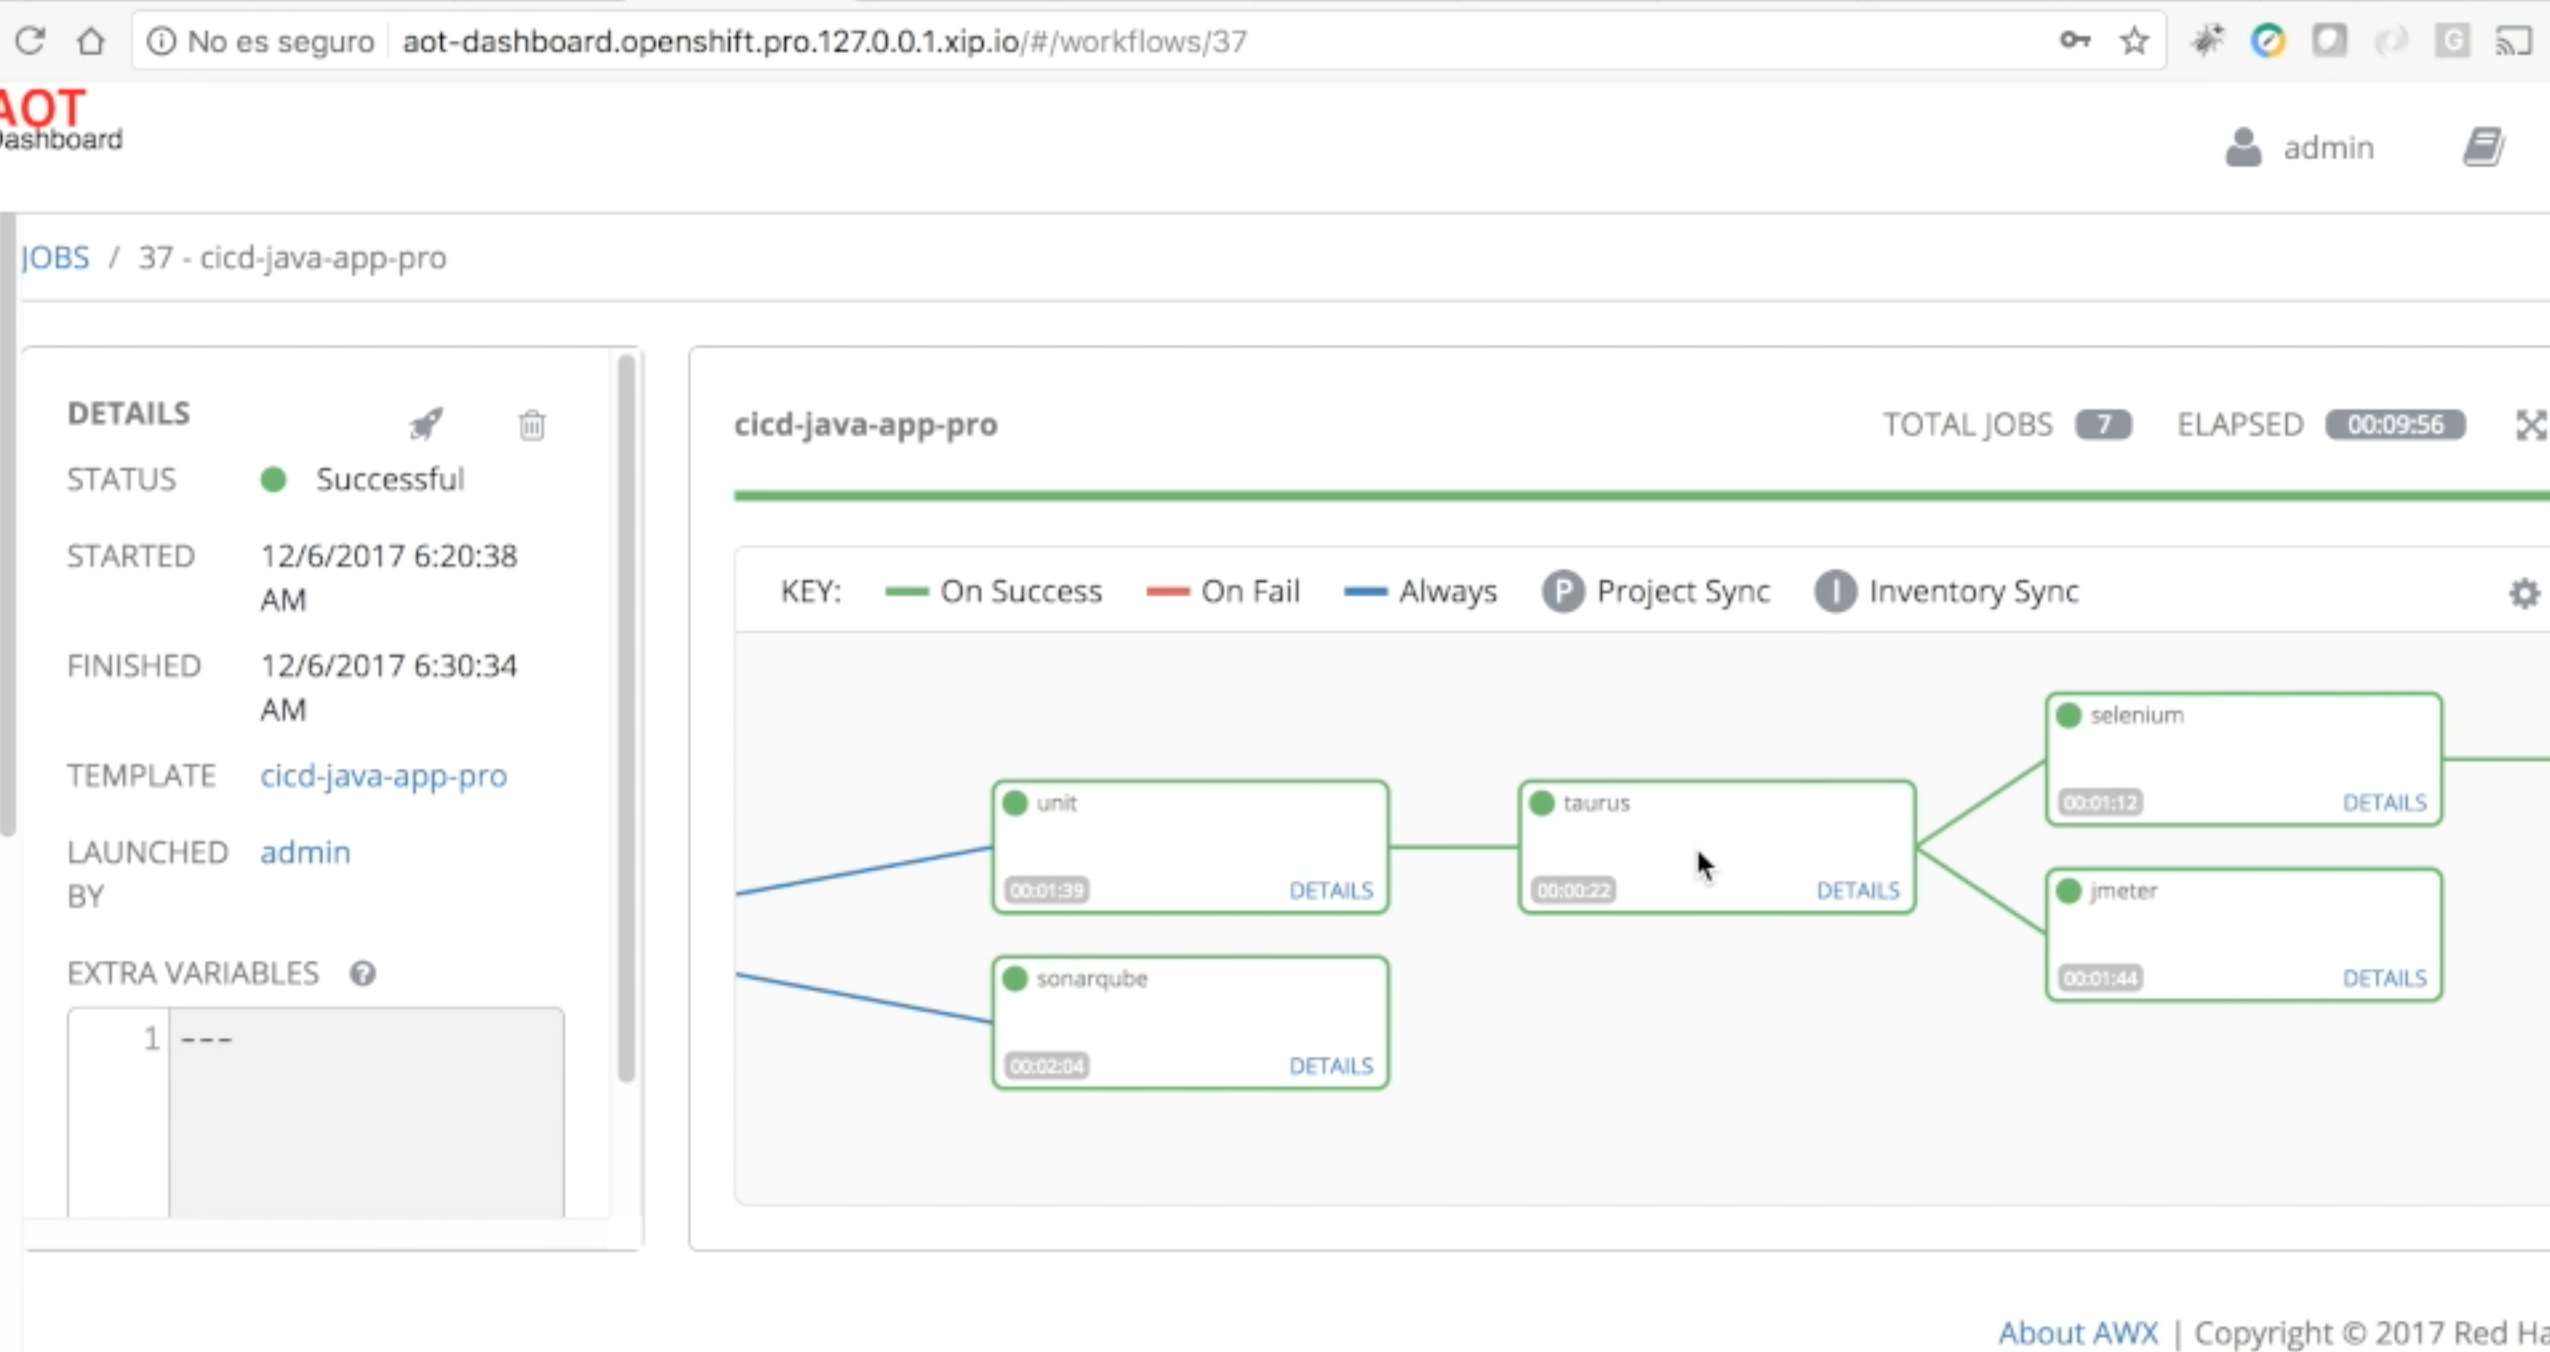 No es seguro aot-dashboard.openshift.pro.127.0.0.1.xip.io/#/workflows/37
G
AOT
Dashboard
admin
JOBS / 37 - cicd-java-app-pro
DETAILS
STATUS Successful
STARTED 12/6/2017 6:20:38
AM
FINISHED 12/6/2017 6:30:34
AM
TEMPLATE cicd-java-app-pro
LAUNCHED admin
BY
EXTRA VARIABLES ?
1 ---
cicd-java-app-pro TOTAL JOBS 7 ELAPSED 00:09:56
KEY: On Success On Fail Always P Project Sync I Inventory Sync
selenium
00:01:12 DETAILS
unit
00:01:39 DETAILS
taurus
00:00:22 DETAILS
jmeter
00:01:44 DETAILS
sonarqube
00:02:04 DETAILS
About AWX | Copyright © 2017 Red Ha